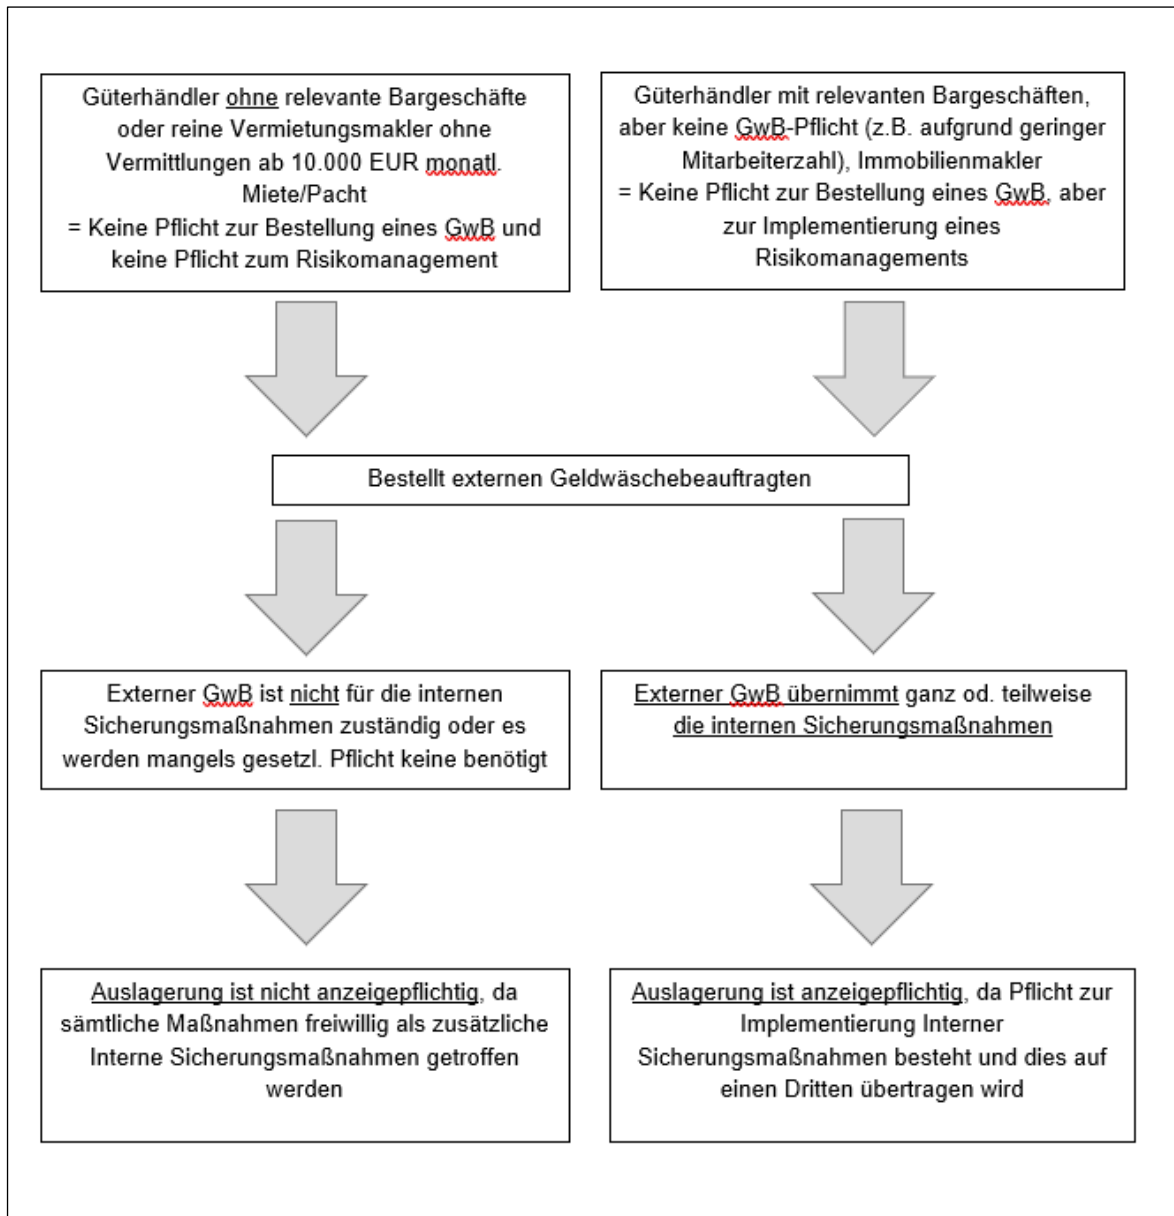 Güterhändler ohne relevante Bargeschäfte
oder reine Vermietungsmakler ohne
Vermittlungen ab 10.000 EUR monatl.
Miete/Pacht
= Keine Pflicht zur Bestellung eines GwB und
keine Pflicht zum Risikomanagement
Güterhändler mit relevanten Bargeschäften,
aber keine GwB-Pflicht (z.B. aufgrund geringer
Mitarbeiterzahl), Immobilienmakler
= Keine Pflicht zur Bestellung eines GwB, aber
zur Implementierung eines
Risikomanagements
Bestellt externen Geldwäschebeauftragten
Externer GwB ist nicht für die internen
Sicherungsmaßnahmen zuständig oder es
werden mangels gesetzl. Pflicht keine benötigt
Externer GwB übernimmt ganz od. teilweise
die internen Sicherungsmaßnahmen
Auslagerung ist nicht anzeigepflichtig, da
sämtliche Maßnahmen freiwillig als zusätzliche
Interne Sicherungsmaßnahmen getroffen
werden
Auslagerung ist anzeigepflichtig, da Pflicht zur
Implementierung Interner
Sicherungsmaßnahmen besteht und dies auf
einen Dritten übertragen wird